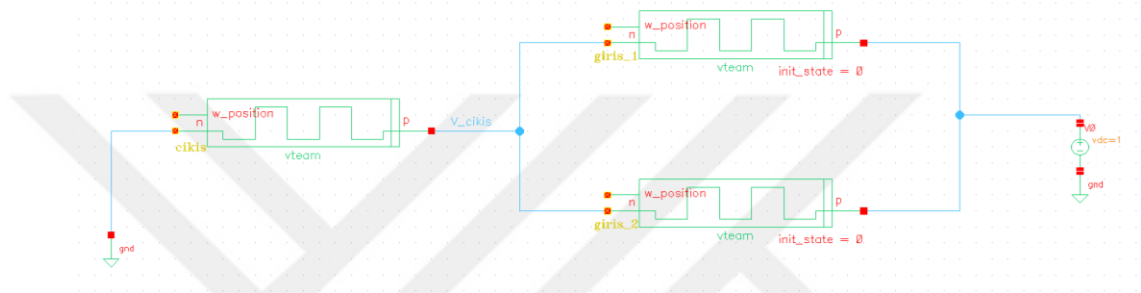 w_position
n
p
giris_1
vteam
init_state = 0
w_position
n
p
V_cikis
cikis
vteam
V0
vdc=1
gnd
w_position
n
p
giris_2
vteam
init_state = 0
gnd